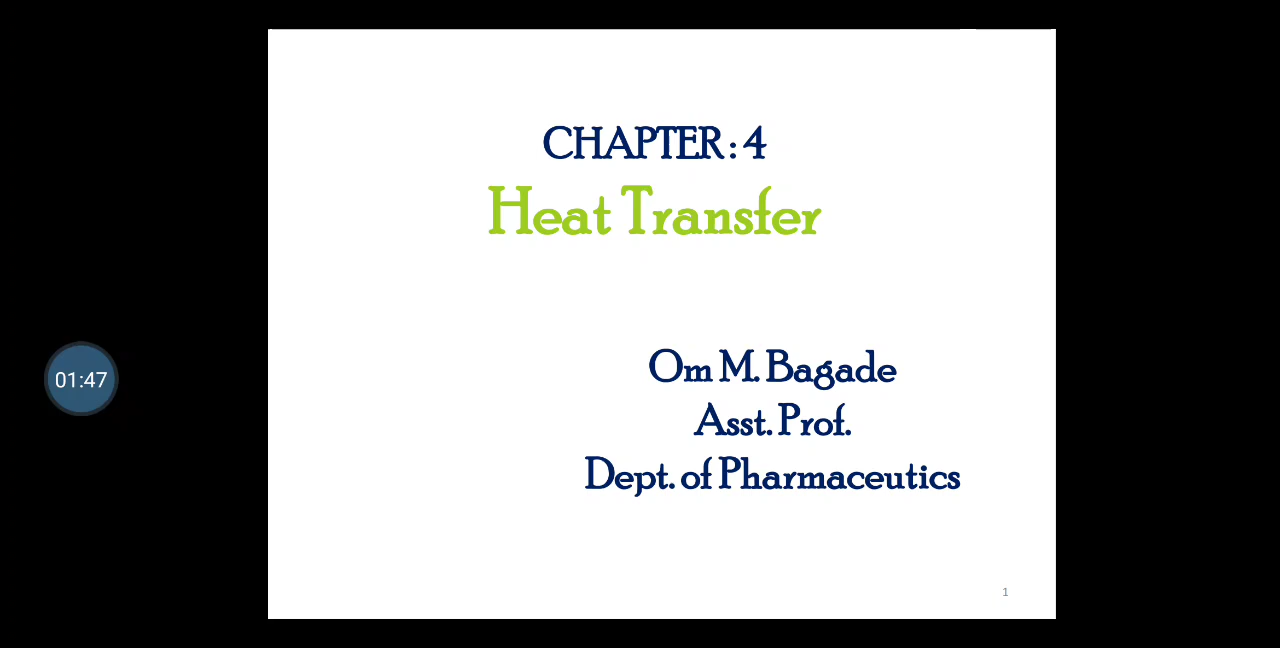 CHAPTER : 4
Heat Transfer
01:47
Om M. Bagade
Asst. Prof.
Dept. of Pharmaceutics
1